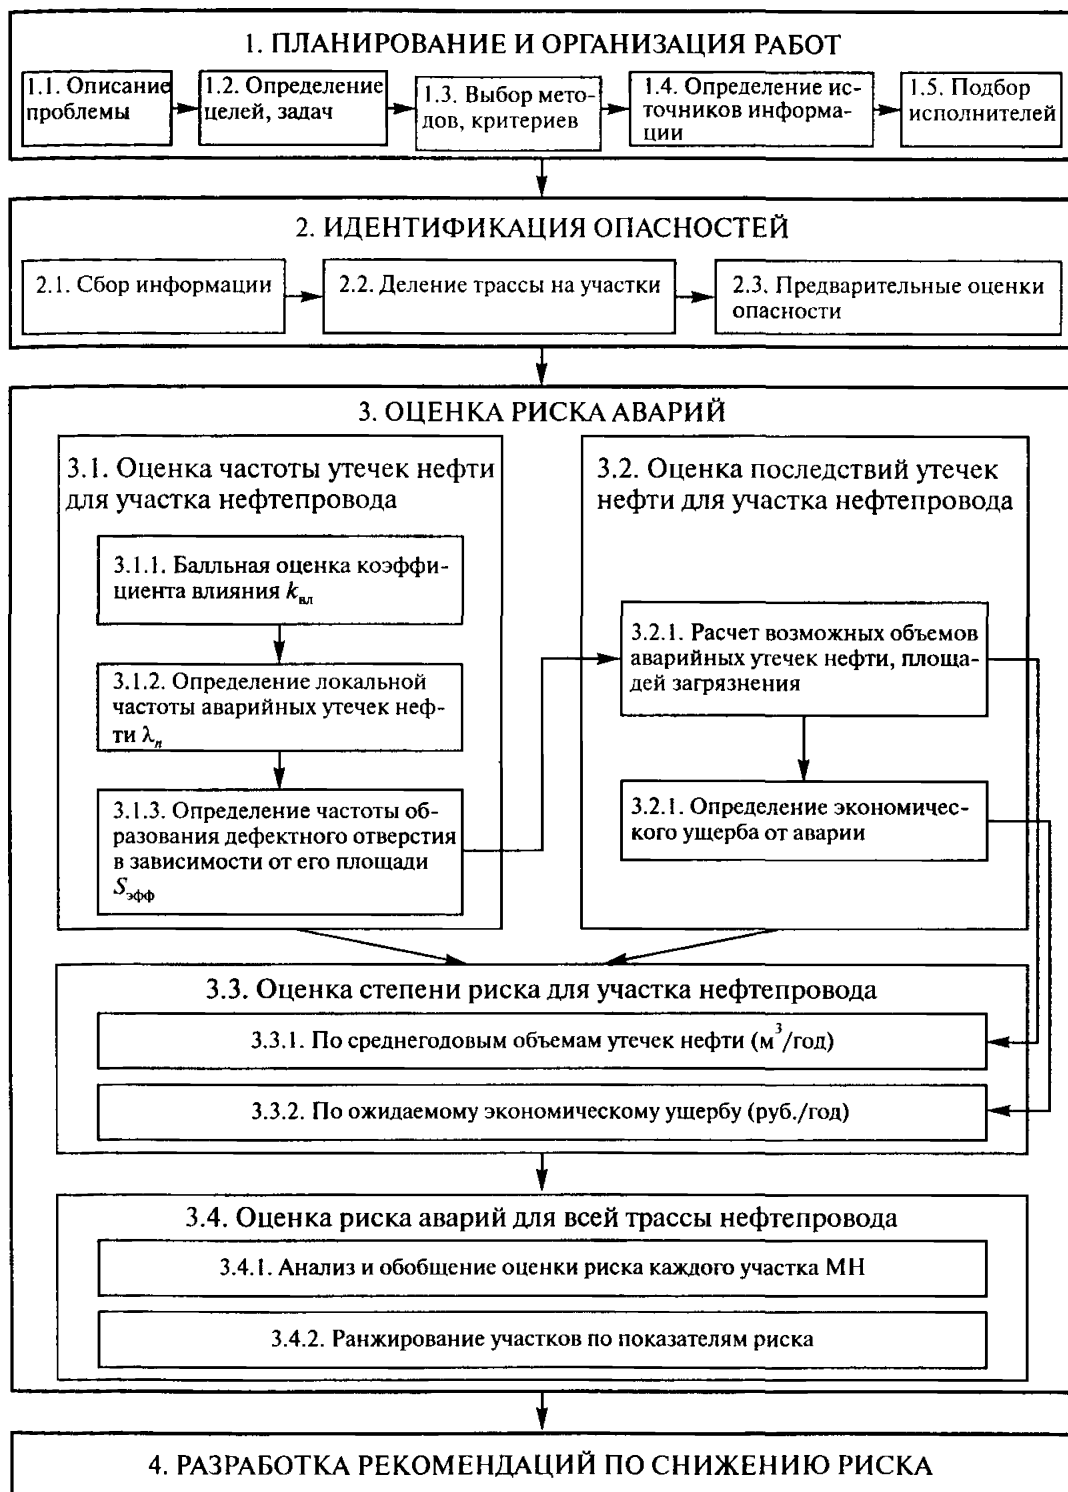 1. ПЛАНИРОВАНИЕ И ОРГАНИЗАЦИЯ РАБОТ
1.1. Описание
проблемы
1.2. Определение
целей, задач
1.3. Выбор мето-
дов, критериев
1.4. Определение ис-
точников информа-
ции
1.5. Подбор
исполнителей
2. ИДЕНТИФИКАЦИЯ ОПАСНОСТЕЙ
2.1. Сбор информации
2.2. Деление трассы на участки
2.3. Предварительные оценки
опасности
3. ОЦЕНКА РИСКА АВАРИЙ
3.1. Оценка частоты утечек нефти
для участка нефтепровода
3.1.1. Балльная оценка коэффи-
циента влияния kвл
3.1.2. Определение локальной
частоты аварийных утечек неф-
ти λn
3.1.3. Определение частоты об-
разования дефектного отверстия
в зависимости от его площади
Sэфф
3.2. Оценка последствий утечек
нефти для участка нефтепровода
3.2.1. Расчет возможных объемов
аварийных утечек нефти, площа-
дей загрязнения
3.2.1. Определение экономичес-
кого ущерба от аварии
3.3. Оценка степени риска для участка нефтепровода
3.3.1. По среднегодовым объемам утечек нефти (м³/год)
3.3.2. По ожидаемому экономическому ущербу (руб./год)
3.4. Оценка риска аварий для всей трассы нефтепровода
3.4.1. Анализ и обобщение оценки риска каждого участка МН
3.4.2. Ранжирование участков по показателям риска
4. РАЗРАБОТКА РЕКОМЕНДАЦИЙ ПО СНИЖЕНИЮ РИСКА